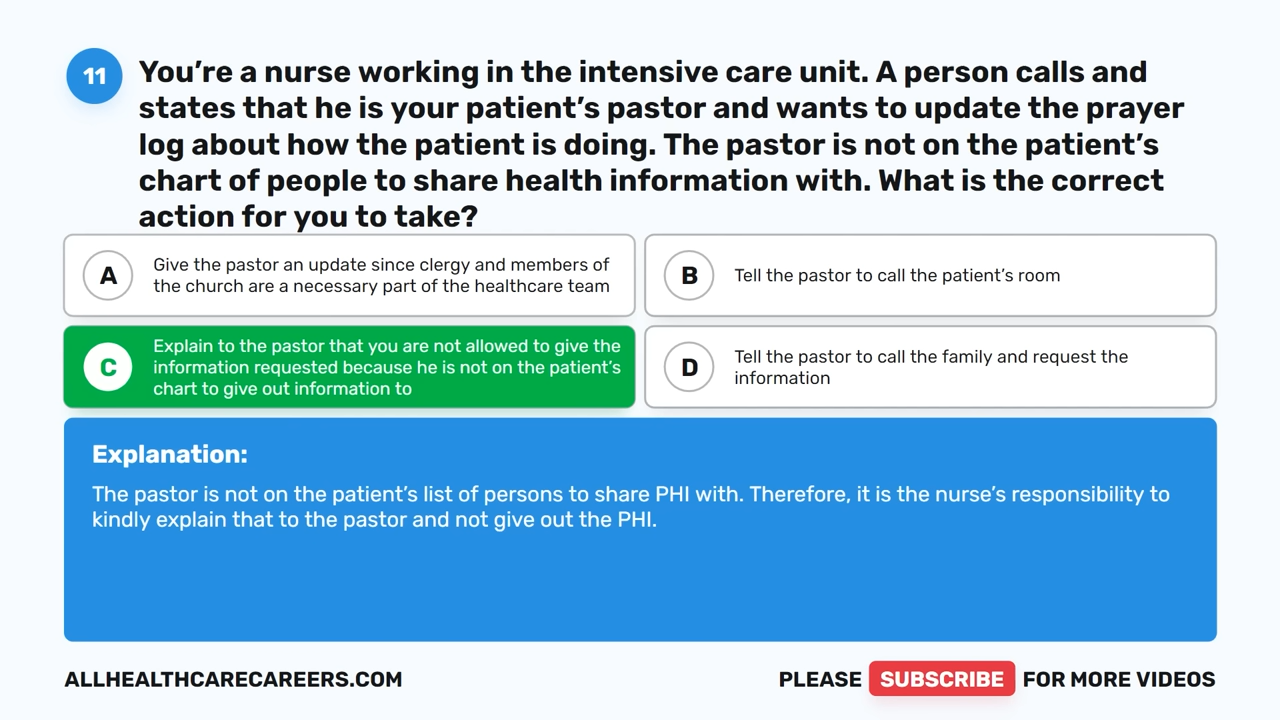 11
You’re a nurse working in the intensive care unit. A person calls and
states that he is your patient’s pastor and wants to update the prayer
log about how the patient is doing. The pastor is not on the patient’s
chart of people to share health information with. What is the correct
action for you to take?
A
Give the pastor an update since clergy and members of
the church are a necessary part of the healthcare team
B
Tell the pastor to call the patient’s room
C
Explain to the pastor that you are not allowed to give the
information requested because he is not on the patient’s
chart to give out information to
D
Tell the pastor to call the family and request the
information
Explanation:
The pastor is not on the patient’s list of persons to share PHI with. Therefore, it is the nurse’s responsibility to
kindly explain that to the pastor and not give out the PHI.
ALLHEALTHCARECAREERS.COM
PLEASE SUBSCRIBE FOR MORE VIDEOS